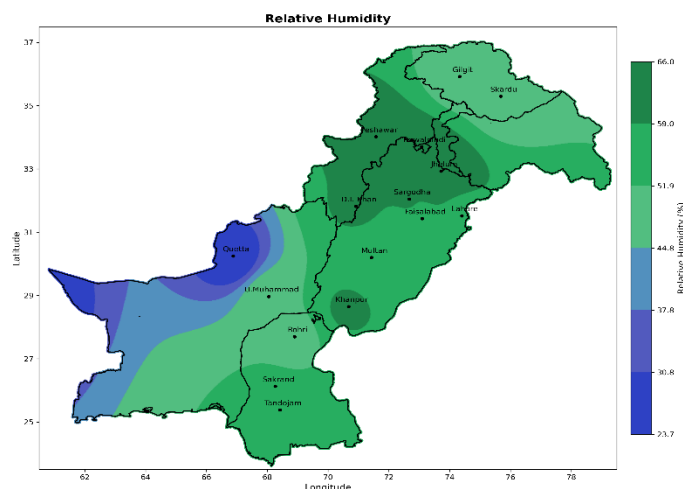 Relative Humidity
37
35
33
31
29
27
25
Latitude
62
64
66
68
70
72
74
76
78
Longitude
Gilgit
Skardu
Peshawar
Rawalpindi
Jhelum
D.I. Khan
Sargudha
Faisalabad
Lahore
Quetta
Multan
D.Muhammad
Khanpur
Rohri
Sakrand
Tandojam
66.0
59.0
51.9
44.8
37.8
30.8
23.7
Relative Humidity (%)